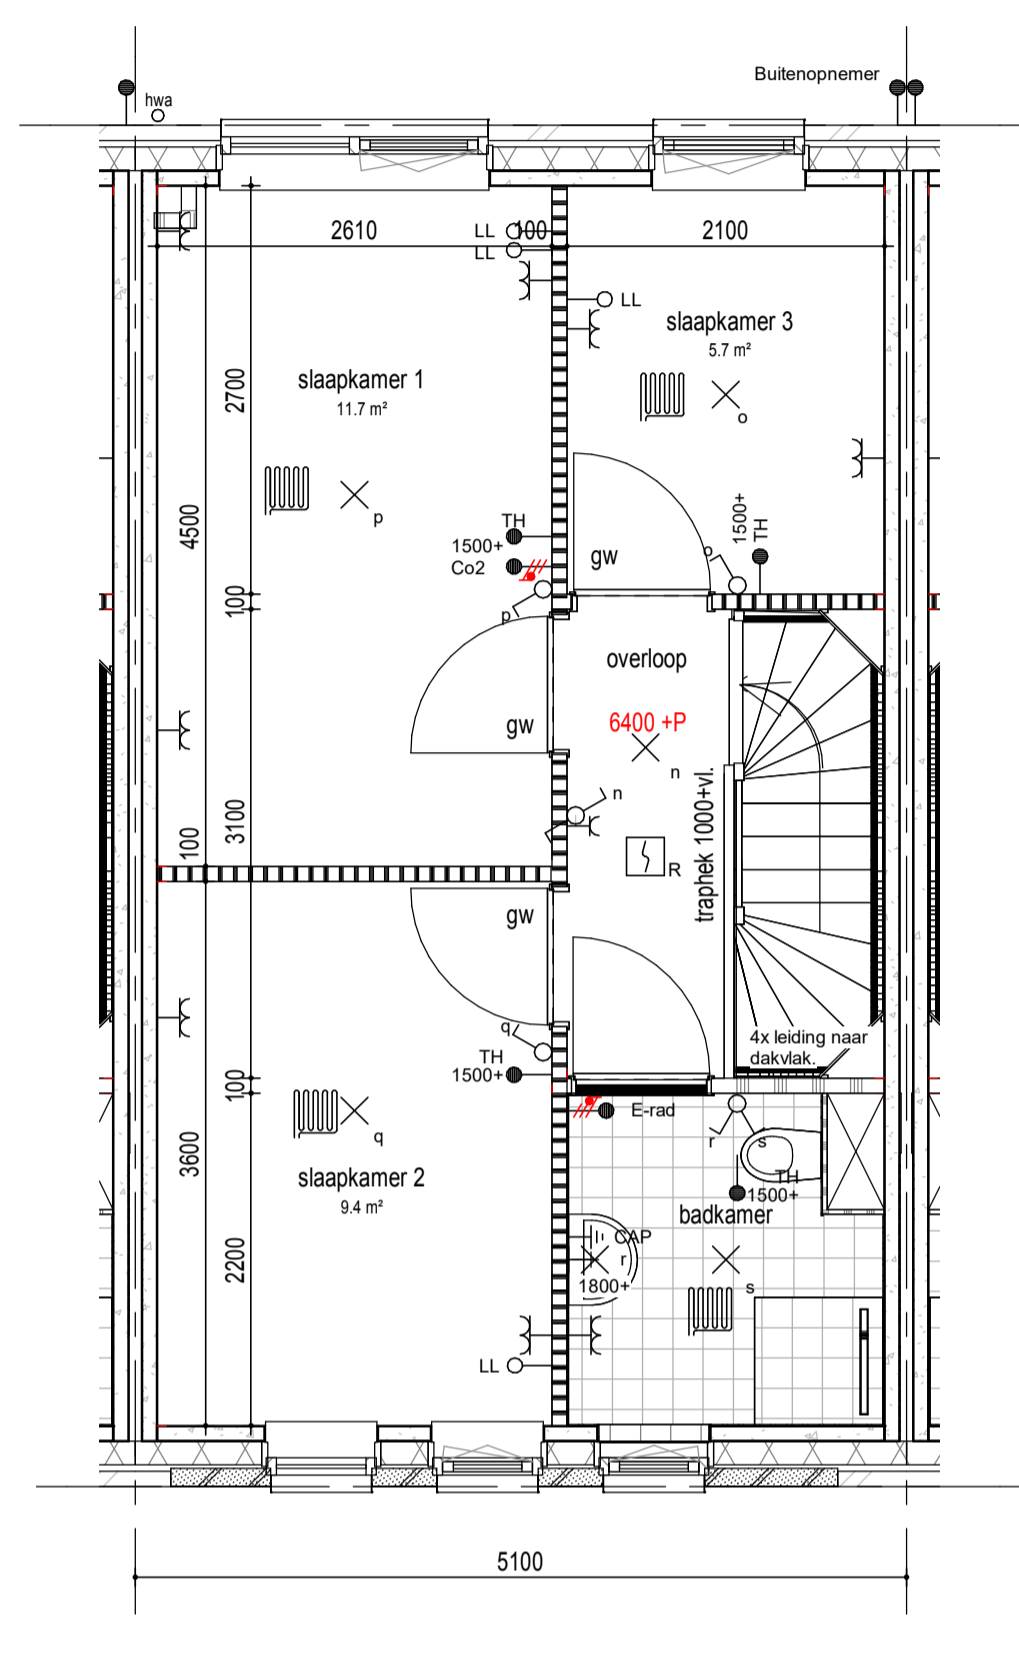 Buitenopnemer
hwa
2610
LL
100
2100
LL
LL
slaapkamer 3
5.7 m²
slaapkamer 1
11.7 m²
2700
o
p
4500
TH
1500+
Co2
1500+
TH
o
gw
100
p
overloop
gw
6400 +P
n
n
traphek 1000+vl.
3100
100
R
gw
q
4x leiding naar
dakvlak.
TH
1500+
100
E-rad
q
r
s
3600
slaapkamer 2
9.4 m²
TH
1500+
badkamer
CAP
r
1800+
s
2200
LL
5100